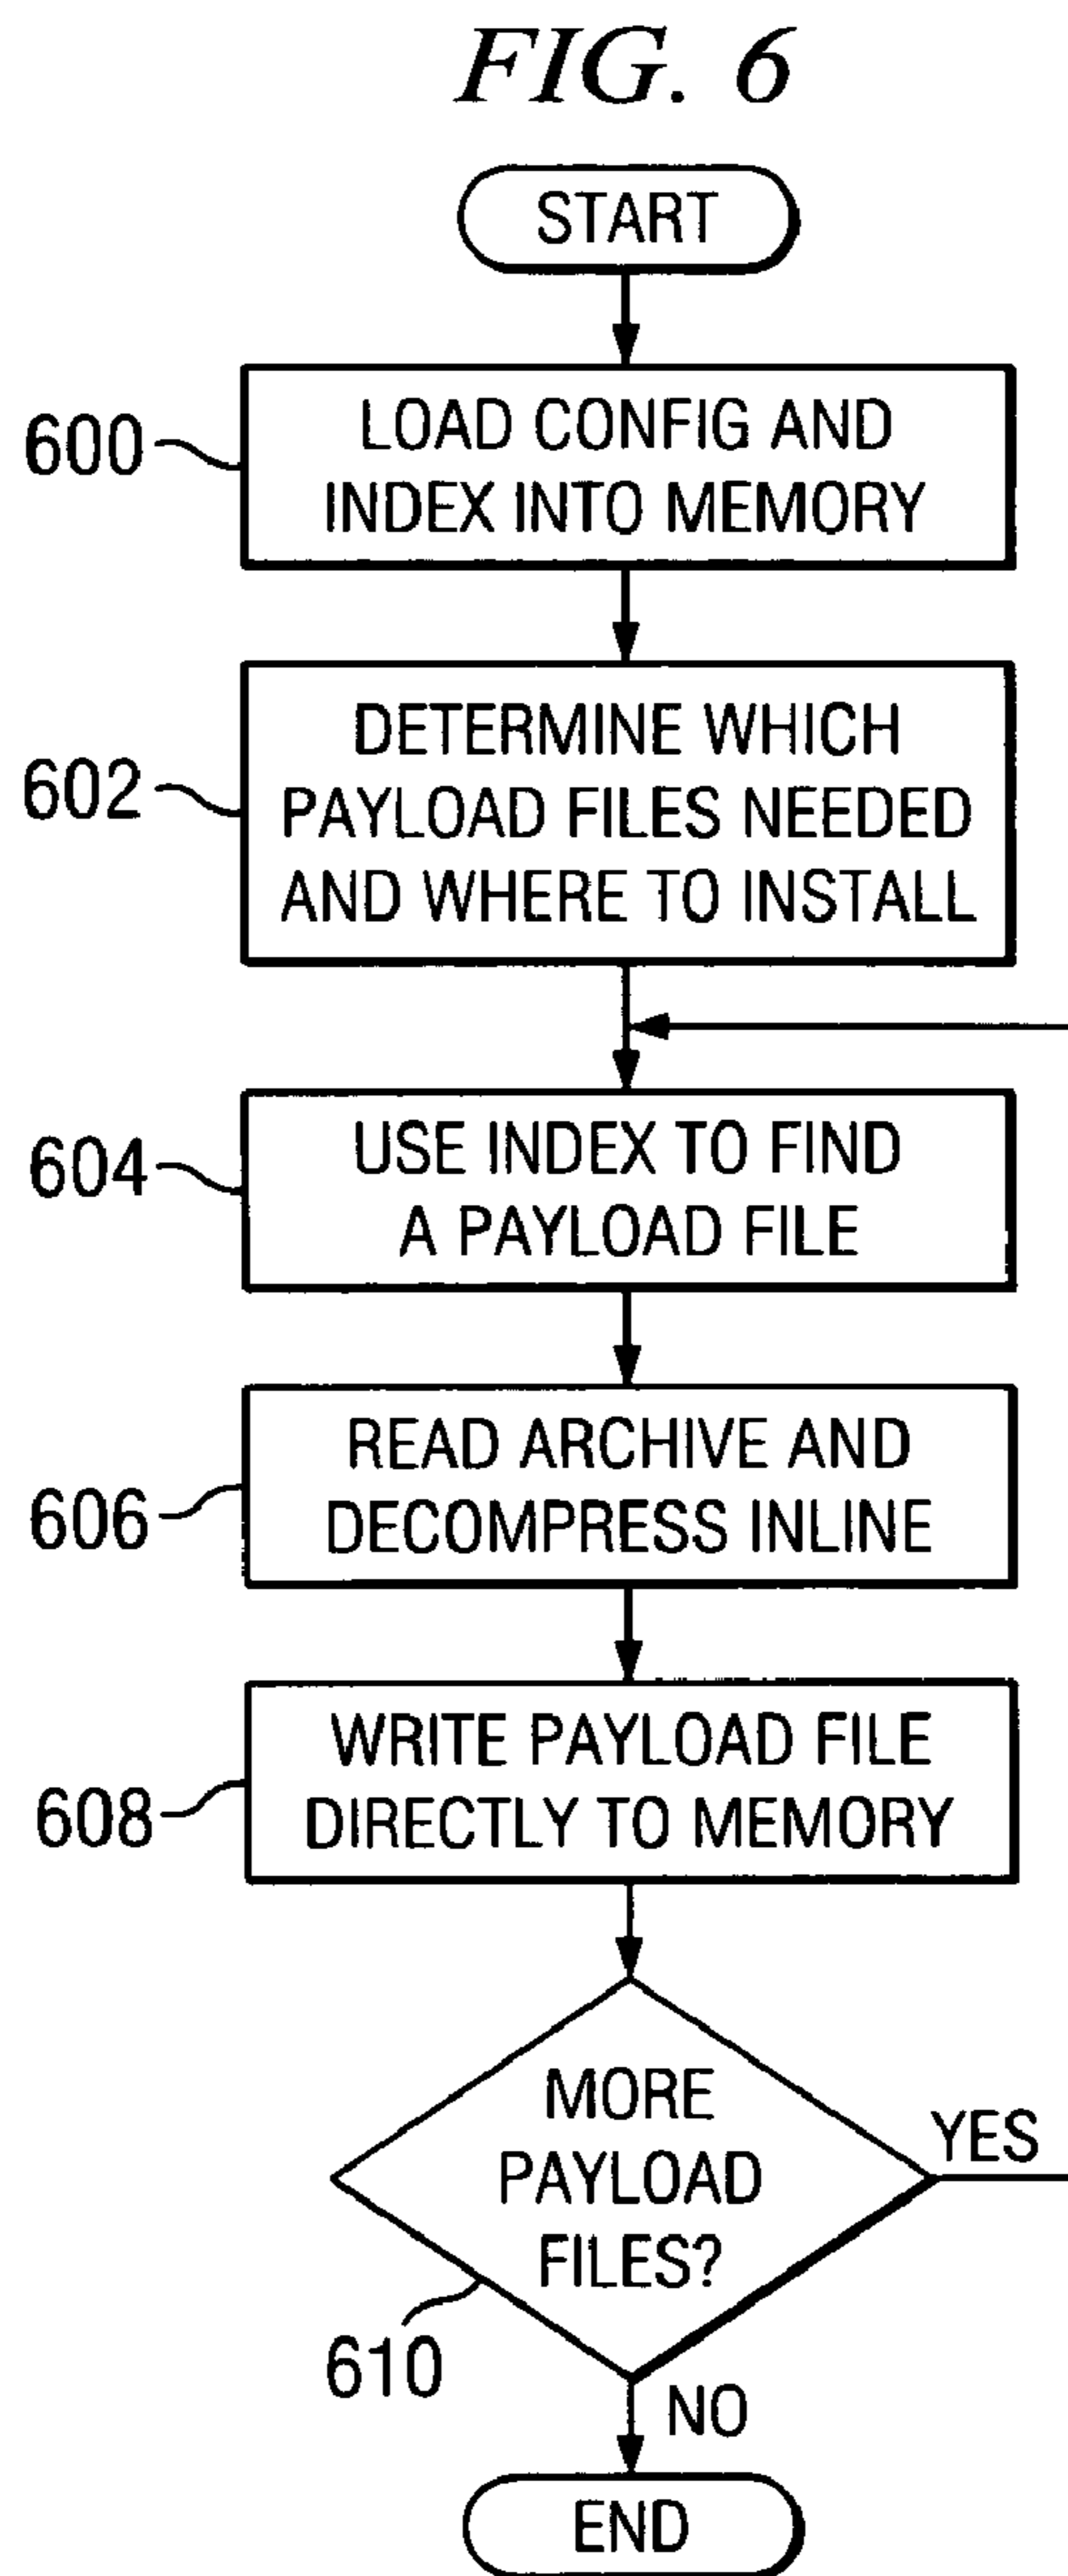 FIG. 6
START
600
LOAD CONFIG AND
INDEX INTO MEMORY
602
DETERMINE WHICH
PAYLOAD FILES NEEDED
AND WHERE TO INSTALL
604
USE INDEX TO FIND
A PAYLOAD FILE
606
READ ARCHIVE AND
DECOMPRESS INLINE
608
WRITE PAYLOAD FILE
DIRECTLY TO MEMORY
MORE
PAYLOAD
FILES?
YES
610
NO
END